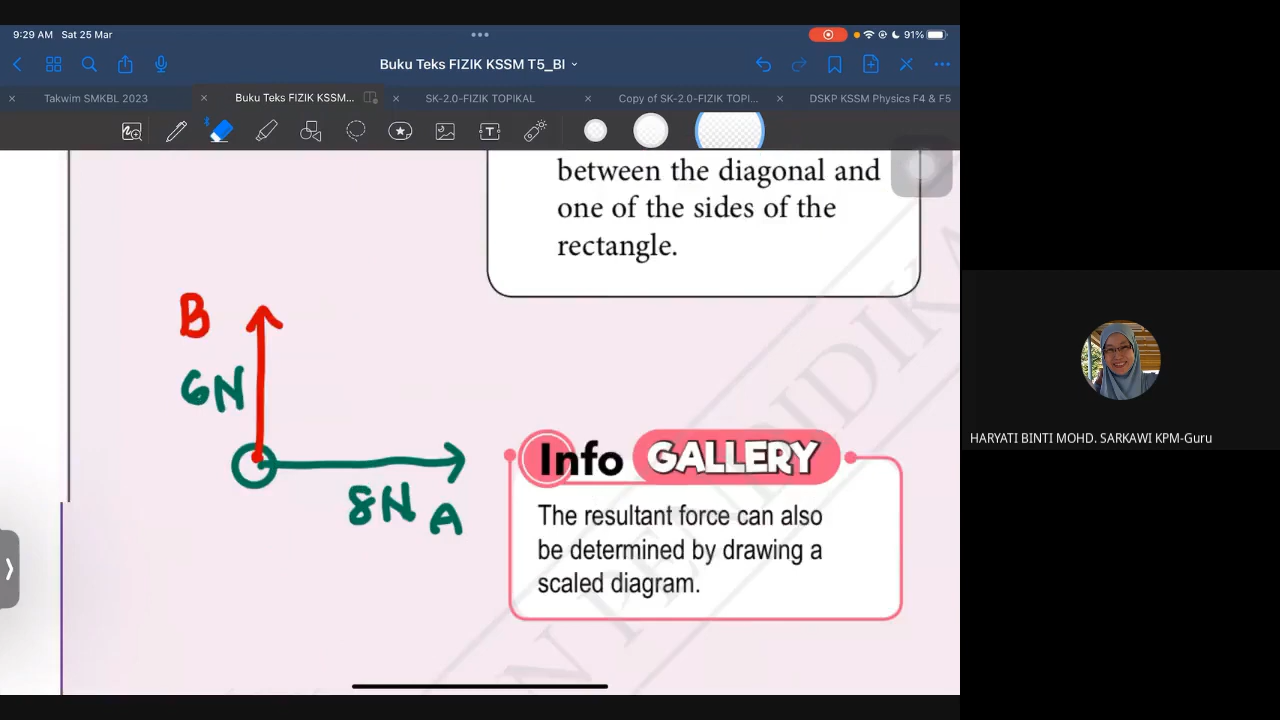 9:29 AM Sat 25 Mar
91%
Buku Teks FIZIK KSSM T5_BI
Takwim SMKBL 2023
Buku Teks FIZIK KSSM...
SK-2.0-FIZIK TOPIKAL
Copy of SK-2.0-FIZIK TOPI...
DSKP KSSM Physics F4 & F5
between the diagonal and
one of the sides of the
rectangle.
B
6N
8N A
Info GALLERY
The resultant force can also
be determined by drawing a
scaled diagram.
HARYATI BINTI MOHD. SARKAWI KPM-Guru